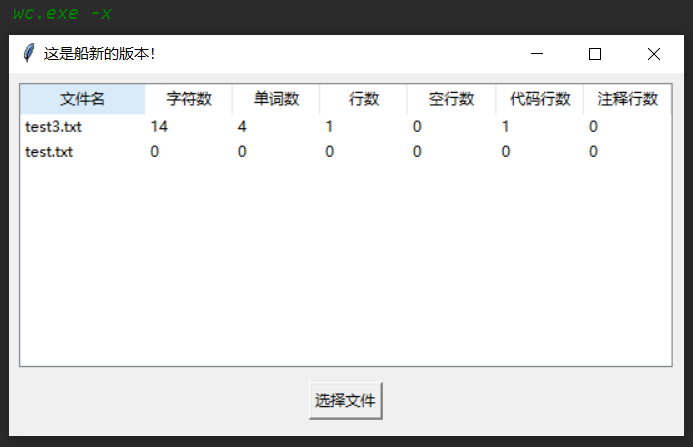 wc.exe -x
这是船新的版本!
文件名 字符数 单词数 行数 空行数 代码行数 注释行数
test3.txt 14 4 1 0 1 0
test.txt 0 0 0 0 0 0
选择文件